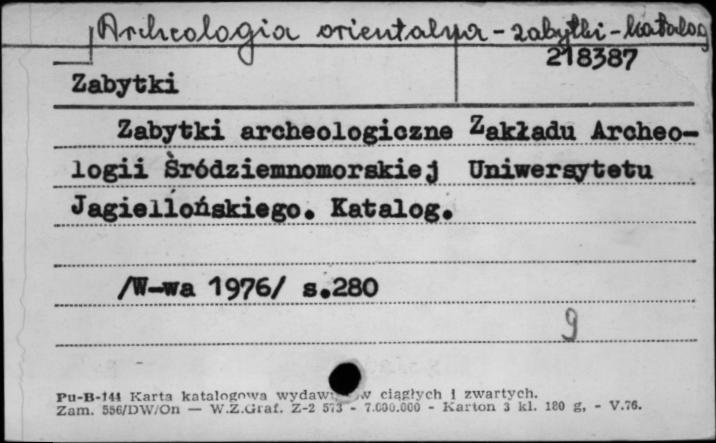 Archeologia orientalna - zabytki - katalog
218387
Zabytki
Zabytki archeologiczne Zakładu Archeo-
logii Śródziemnomorskiej Uniwersytetu
Jagiellońskiego. Katalog.
/W-wa 1976/ s.280
9
Pu-B-144 Karta katalogowa ciągłych i zwartych.
Zam. 556/DW/On — W.Z.Graf. Z-2 573 - 7.000.000 - Karton 3 kl. 180 g, - V.76.